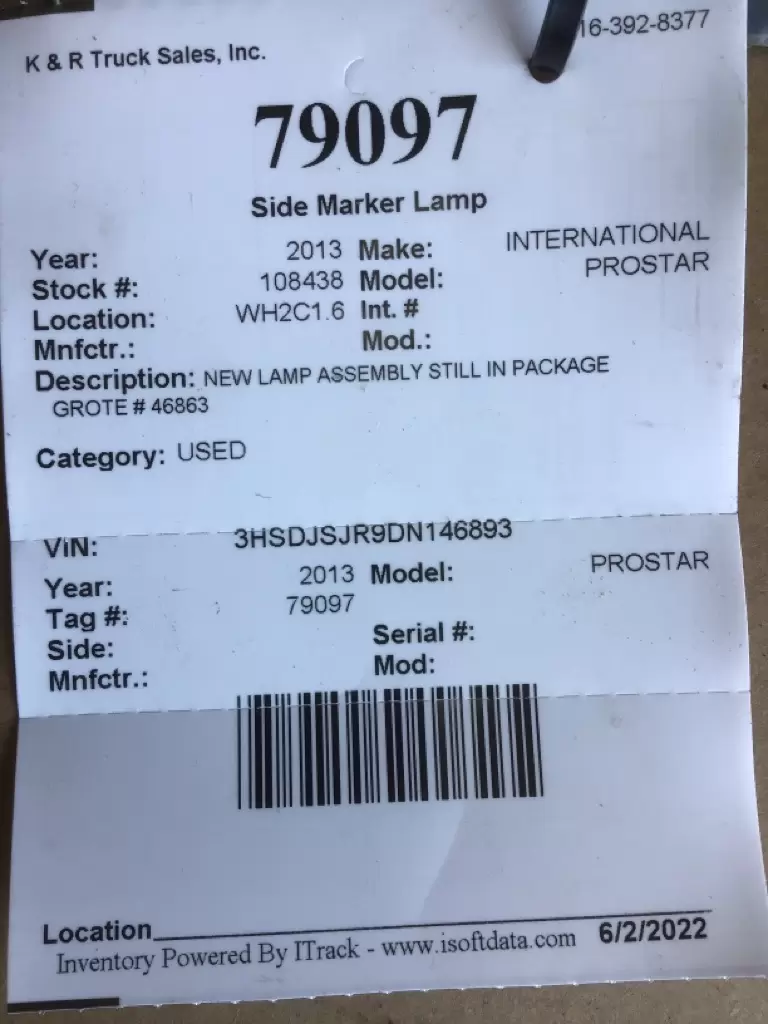 K & R Truck Sales, Inc.
16-392-8377
79097
Side Marker Lamp
Year: 2013 Make: INTERNATIONAL
Stock #: 108438 Model: PROSTAR
Location: WH2C1.6 Int. #
Mnfctr.: Mod.:
Description: NEW LAMP ASSEMBLY STILL IN PACKAGE
GROTE # 46863
Category: USED
VIN: 3HSDJSJR9DN146893
Year: 2013 Model: PROSTAR
Tag #: 79097
Side: Serial #:
Mnfctr.: Mod:
Location 6/2/2022
Inventory Powered By ITrack - www.isoftdata.com